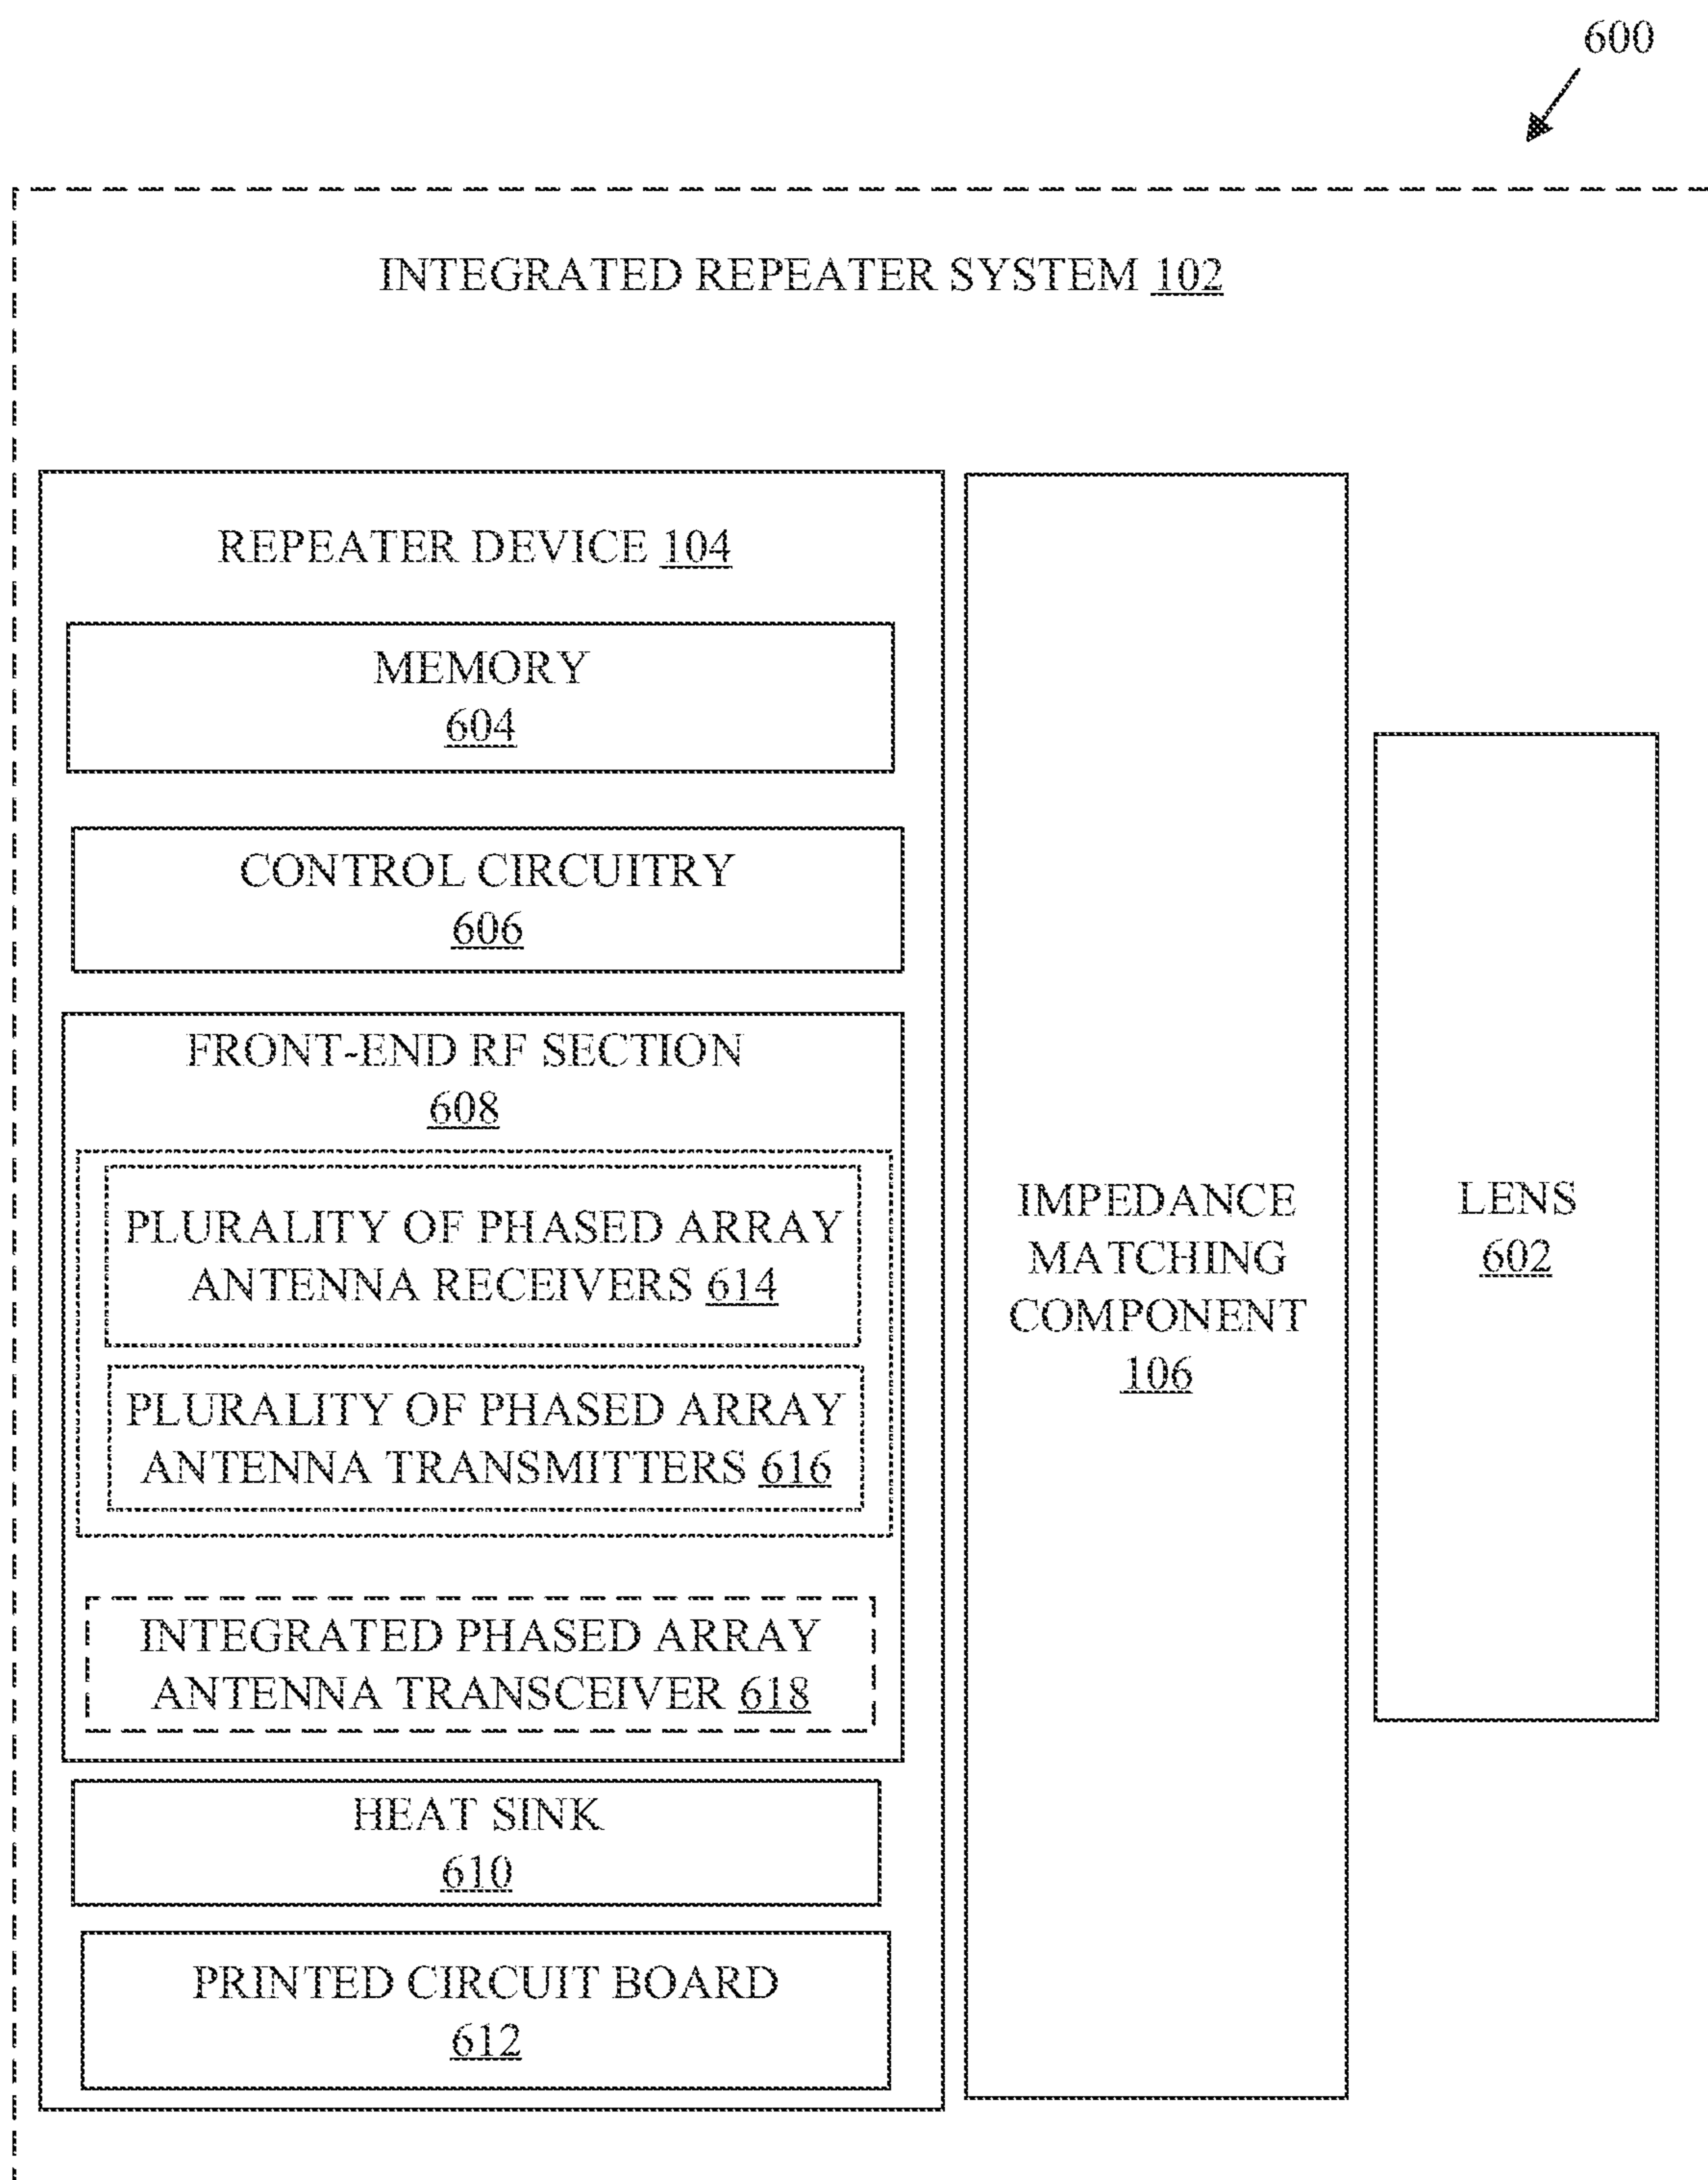 600
INTEGRATED REPEATER SYSTEM 102
REPEATER DEVICE 104
MEMORY
604
CONTROL CIRCUITRY
606
FRONT-END RF SECTION
608
PLURALITY OF PHASED ARRAY
ANTENNA RECEIVERS 614
PLURALITY OF PHASED ARRAY
ANTENNA TRANSMITTERS 616
INTEGRATED PHASED ARRAY
ANTENNA TRANSCEIVER 618
HEAT SINK
610
PRINTED CIRCUIT BOARD
612
IMPEDANCE
MATCHING
COMPONENT
106
LENS
602